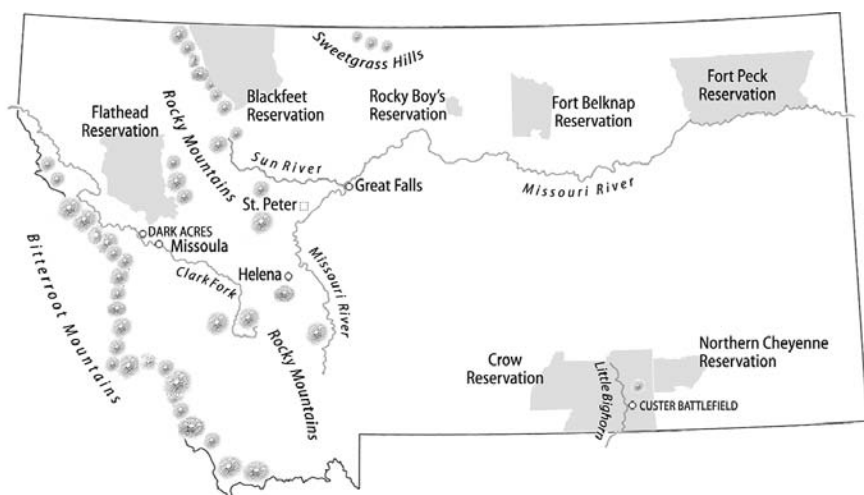 Sweetgrass Hills
Blackfeet
Reservation
Rocky Boy's
Reservation
Fort Belknap
Reservation
Fort Peck
Reservation
Flathead
Reservation
Rocky Mountains
Sun River
Great Falls
Missouri River
St. Peter
DARK ACRES
Missoula
Clark Fork
Helena
Missouri River
Bitterroot Mountains
Rocky Mountains
Crow
Reservation
Little Bighorn
Northern Cheyenne
Reservation
CUSTER BATTLEFIELD